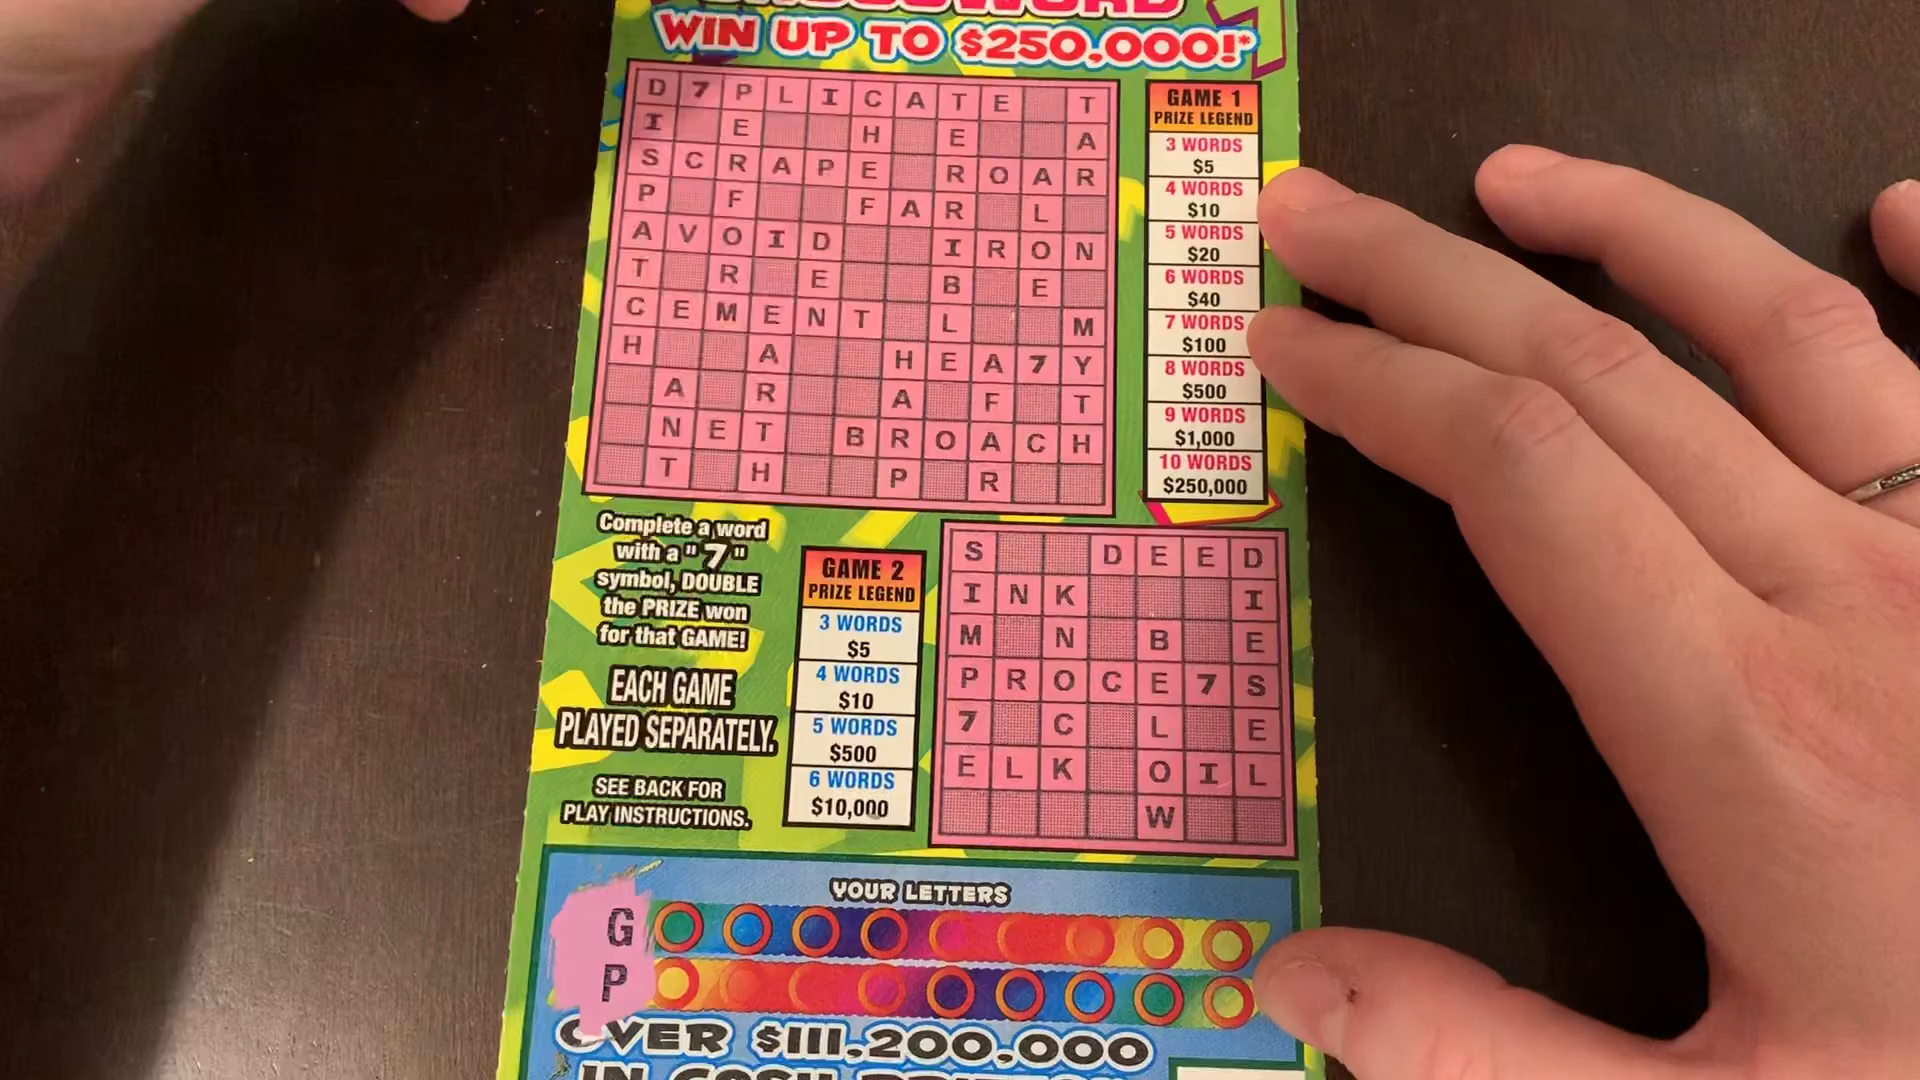 WIN UP TO $250,000!*
D 7 P L I C A T E T
I E H E A
S C R A P E R O A R
P F F A R L
A V O I D I R O N
T R E B E
C E M E N T L M
H A H E A 7 Y
A R A F T
N E T B R O A C H
T H P R
GAME 1
PRIZE LEGEND
3 WORDS
$5
4 WORDS
$10
5 WORDS
$20
6 WORDS
$40
7 WORDS
$100
8 WORDS
$500
9 WORDS
$1,000
10 WORDS
$250,000
Complete a word
with a "7"
symbol, DOUBLE
the PRIZE won
for that GAME!
EACH GAME
PLAYED SEPARATELY.
SEE BACK FOR
PLAY INSTRUCTIONS.
GAME 2
PRIZE LEGEND
3 WORDS
$5
4 WORDS
$10
5 WORDS
$500
6 WORDS
$10,000
S D E E D
I N K I
M N B E
P R O C E 7 S
7 C L E
E L K O I L
W
YOUR LETTERS
G
P
OVER $111,200,000
IN CASH